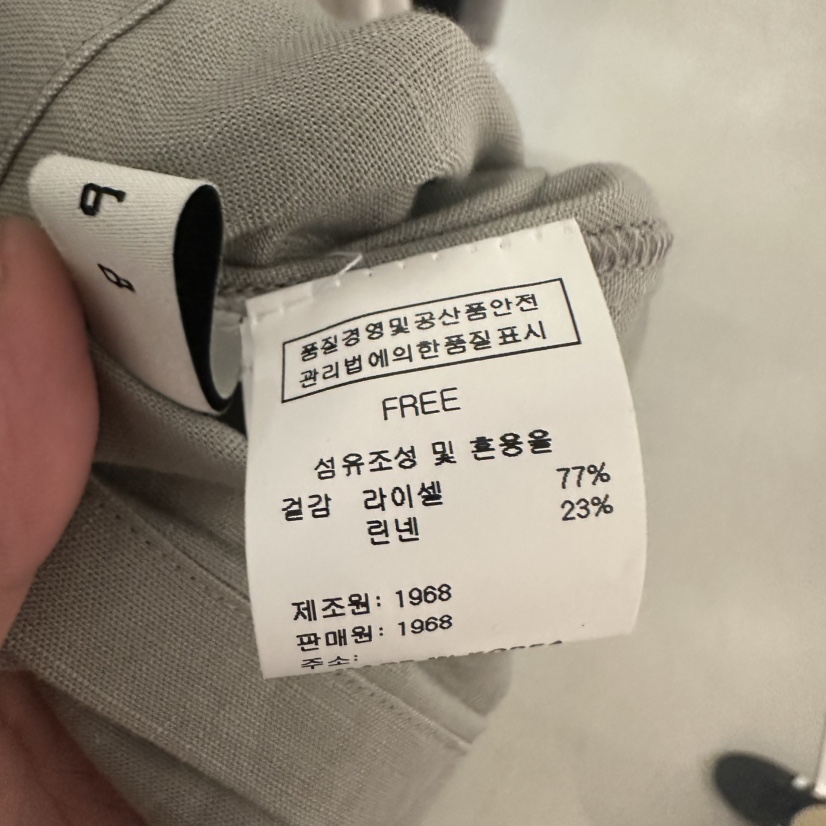 품질경영및공산품안전
관리법에의한품질표시
FREE
섬유조성 및 혼용율
겉감 라이셀 77%
린넨 23%
제조원: 1968
판매원: 1968
주소: